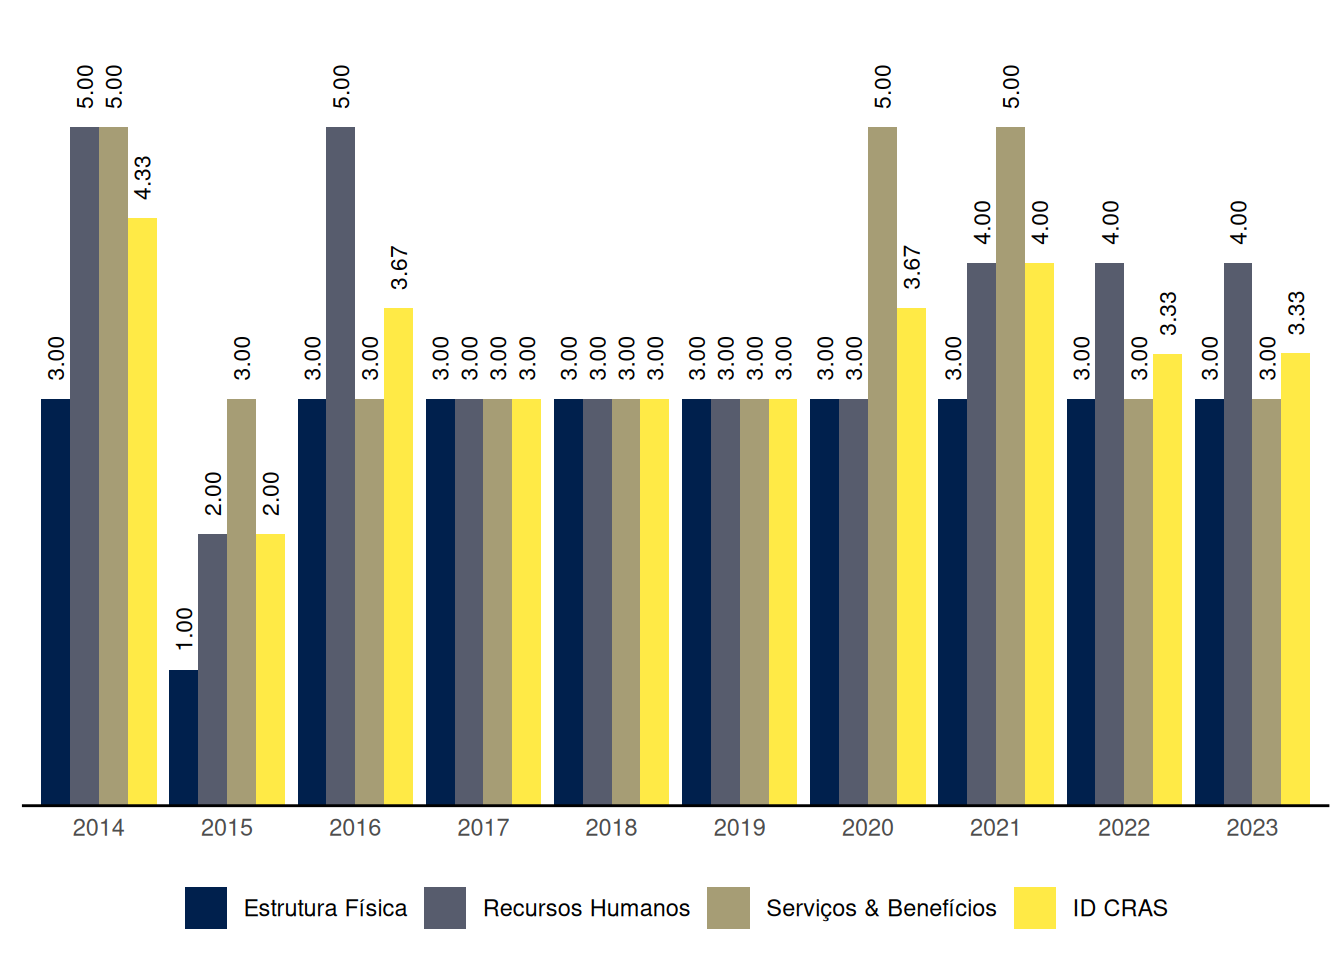 3.00 5.00 5.00 4.33 1.00 2.00 3.00 2.00 3.00 5.00 3.00 3.67 3.00 3.00 3.00 3.00 3.00 3.00 3.00 3.00 3.00 3.00 3.00 3.00 3.00 3.00 5.00 3.67 3.00 4.00 5.00 4.00 3.00 4.00 3.00 3.33 3.00 4.00 3.00 3.33
2014 2015 2016 2017 2018 2019 2020 2021 2022 2023
Estrutura Física Recursos Humanos Serviços & Benefícios ID CRAS